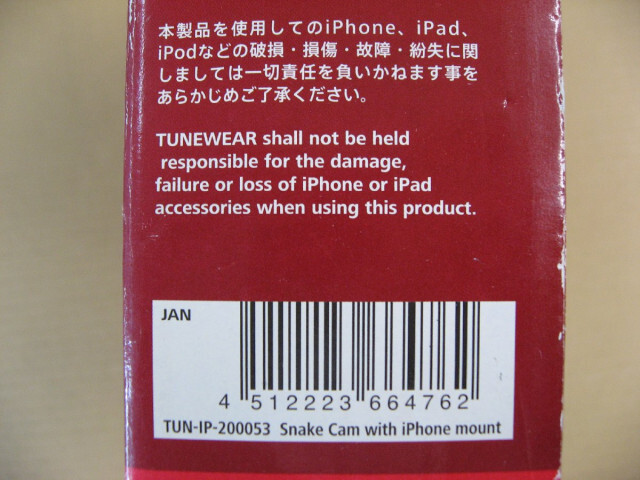 本製品を使用してのiPhone、iPad、
iPodなどの破損・損傷・故障・紛失に関
しましては一切責任を負いかねます事を
あらかじめご了承ください。
TUNEWEAR shall not be held
responsible for the damage,
failure or loss of iPhone or iPad
accessories when using this product.
JAN
4 512223 664762
TUN-IP-200053 Snake Cam with iPhone mount